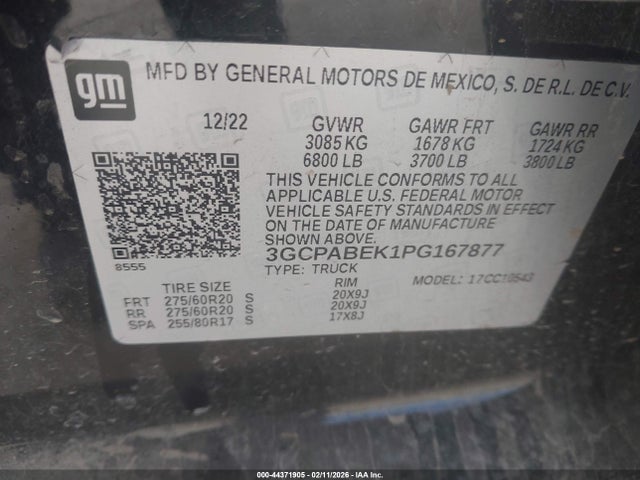 gm
MFD BY GENERAL MOTORS DE MEXICO, S. DE R.L. DE C.V.
12/22 GVWR GAWR FRT GAWR RR
3085 KG 1678 KG 1724 KG
6800 LB 3700 LB 3800 LB
THIS VEHICLE CONFORMS TO ALL
APPLICABLE U.S. FEDERAL MOTOR
VEHICLE SAFETY STANDARDS IN EFFECT
ON THE DATE OF MANUFACTURE
3GCPABEK1PG167877
8555
TYPE: TRUCK MODEL: 17CC10543
TIRE SIZE RIM
FRT 275/60R20 S 20X9J
RR 275/60R20 S 20X9J
SPA 255/80R17 S 17X8J
000-44371905 - 02/11/2026 - IAA Inc.